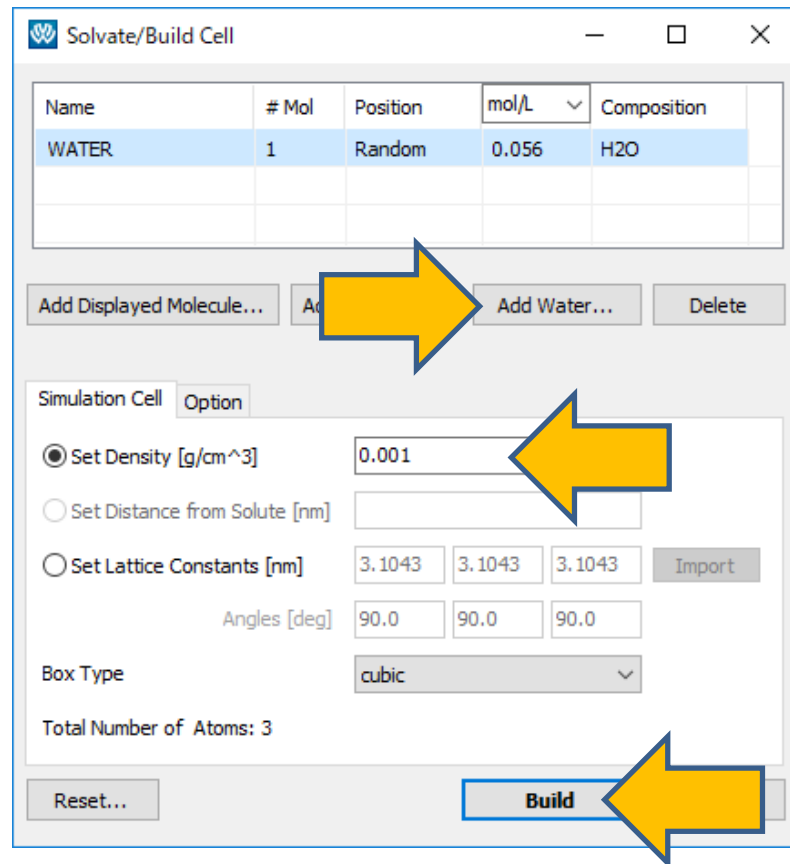 Solvate/Build Cell
Name # Mol Position mol/L Composition
WATER 1 Random 0.056 H2O
Add Displayed Molecule... Add Water... Delete
Simulation Cell Option
Set Density [g/cm^3] 0.001
Set Distance from Solute [nm]
Set Lattice Constants [nm] 3.1043 3.1043 3.1043 Import
Angles [deg] 90.0 90.0 90.0
Box Type cubic
Total Number of Atoms: 3
Reset... Build